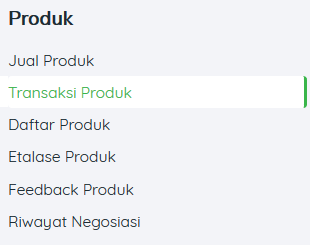 Produk
Jual Produk
Transaksi Produk
Daftar Produk
Etalase Produk
Feedback Produk
Riwayat Negosiasi